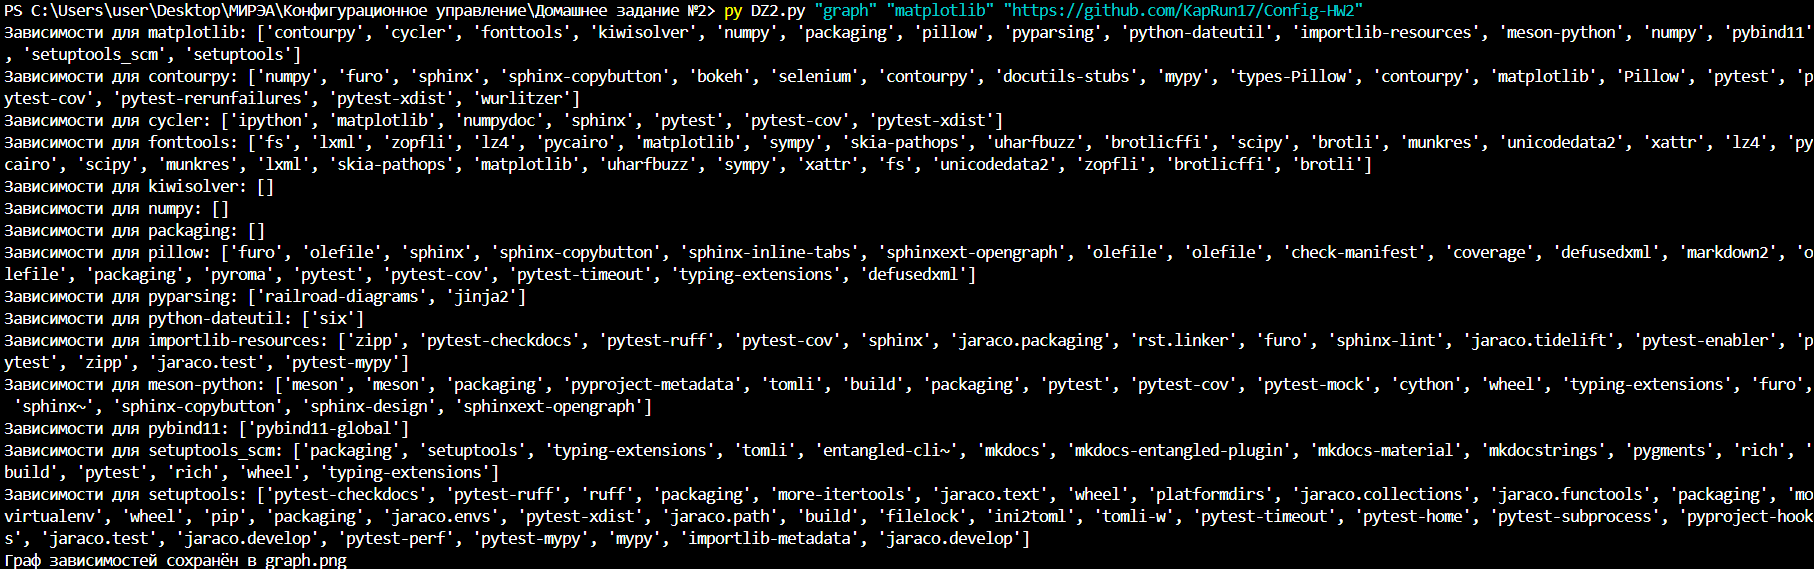 PS C:\Users\user\Desktop\МИРЭА\Конфигурационное управление\Домашнее задание №2> py DZ2.py "graph" "matplotlib" "https://github.com/KapRun17/Config-HW2"
Зависимости для matplotlib: ['contourpy', 'cycler', 'fonttools', 'kiwisolver', 'numpy', 'packaging', 'pillow', 'pyparsing', 'python-dateutil', 'importlib-resources', 'meson-python', 'numpy', 'pybind11'
, 'setuptools_scm', 'setuptools']
Зависимости для contourpy: ['numpy', 'furo', 'sphinx', 'sphinx-copybutton', 'bokeh', 'selenium', 'contourpy', 'docutils-stubs', 'mypy', 'types-Pillow', 'contourpy', 'matplotlib', 'Pillow', 'pytest', 'p
ytest-cov', 'pytest-rerunfailures', 'pytest-xdist', 'wurlitzer']
Зависимости для cycler: ['ipython', 'matplotlib', 'numpydoc', 'sphinx', 'pytest', 'pytest-cov', 'pytest-xdist']
Зависимости для fonttools: ['fs', 'lxml', 'zopfli', 'lz4', 'pycairo', 'matplotlib', 'sympy', 'skia-pathops', 'uharfbuzz', 'brotlicffi', 'scipy', 'brotli', 'munkres', 'unicodedata2', 'xattr', 'lz4', 'py
cairo', 'scipy', 'munkres', 'lxml', 'skia-pathops', 'matplotlib', 'uharfbuzz', 'sympy', 'xattr', 'fs', 'unicodedata2', 'zopfli', 'brotlicffi', 'brotli']
Зависимости для kiwisolver: []
Зависимости для numpy: []
Зависимости для packaging: []
Зависимости для pillow: ['furo', 'olefile', 'sphinx', 'sphinx-copybutton', 'sphinx-inline-tabs', 'sphinxext-opengraph', 'olefile', 'olefile', 'check-manifest', 'coverage', 'defusedxml', 'markdown2', 'o
lefile', 'packaging', 'pyroma', 'pytest', 'pytest-cov', 'pytest-timeout', 'typing-extensions', 'defusedxml']
Зависимости для pyparsing: ['railroad-diagrams', 'jinja2']
Зависимости для python-dateutil: ['six']
Зависимости для importlib-resources: ['zipp', 'pytest-checkdocs', 'pytest-ruff', 'pytest-cov', 'sphinx', 'jaraco.packaging', 'rst.linker', 'furo', 'sphinx-lint', 'jaraco.tidelift', 'pytest-enabler', 'p
ytest', 'zipp', 'jaraco.test', 'pytest-mypy']
Зависимости для meson-python: ['meson', 'meson', 'packaging', 'pyproject-metadata', 'tomli', 'build', 'packaging', 'pytest', 'pytest-cov', 'pytest-mock', 'cython', 'wheel', 'typing-extensions', 'furo',
 'sphinx~', 'sphinx-copybutton', 'sphinx-design', 'sphinxext-opengraph']
Зависимости для pybind11: ['pybind11-global']
Зависимости для setuptools_scm: ['packaging', 'setuptools', 'typing-extensions', 'tomli', 'entangled-cli~', 'mkdocs', 'mkdocs-entangled-plugin', 'mkdocs-material', 'mkdocstrings', 'pygments', 'rich', '
build', 'pytest', 'rich', 'wheel', 'typing-extensions']
Зависимости для setuptools: ['pytest-checkdocs', 'pytest-ruff', 'ruff', 'packaging', 'more-itertools', 'jaraco.text', 'wheel', 'platformdirs', 'jaraco.collections', 'jaraco.functools', 'packaging', 'mo
virtualenv', 'wheel', 'pip', 'packaging', 'jaraco.envs', 'pytest-xdist', 'jaraco.path', 'build', 'filelock', 'ini2toml', 'tomli-w', 'pytest-timeout', 'pytest-home', 'pytest-subprocess', 'pyproject-hook
s', 'jaraco.test', 'jaraco.develop', 'pytest-perf', 'pytest-mypy', 'mypy', 'importlib-metadata', 'jaraco.develop']
Граф зависимостей сохранён в graph.png